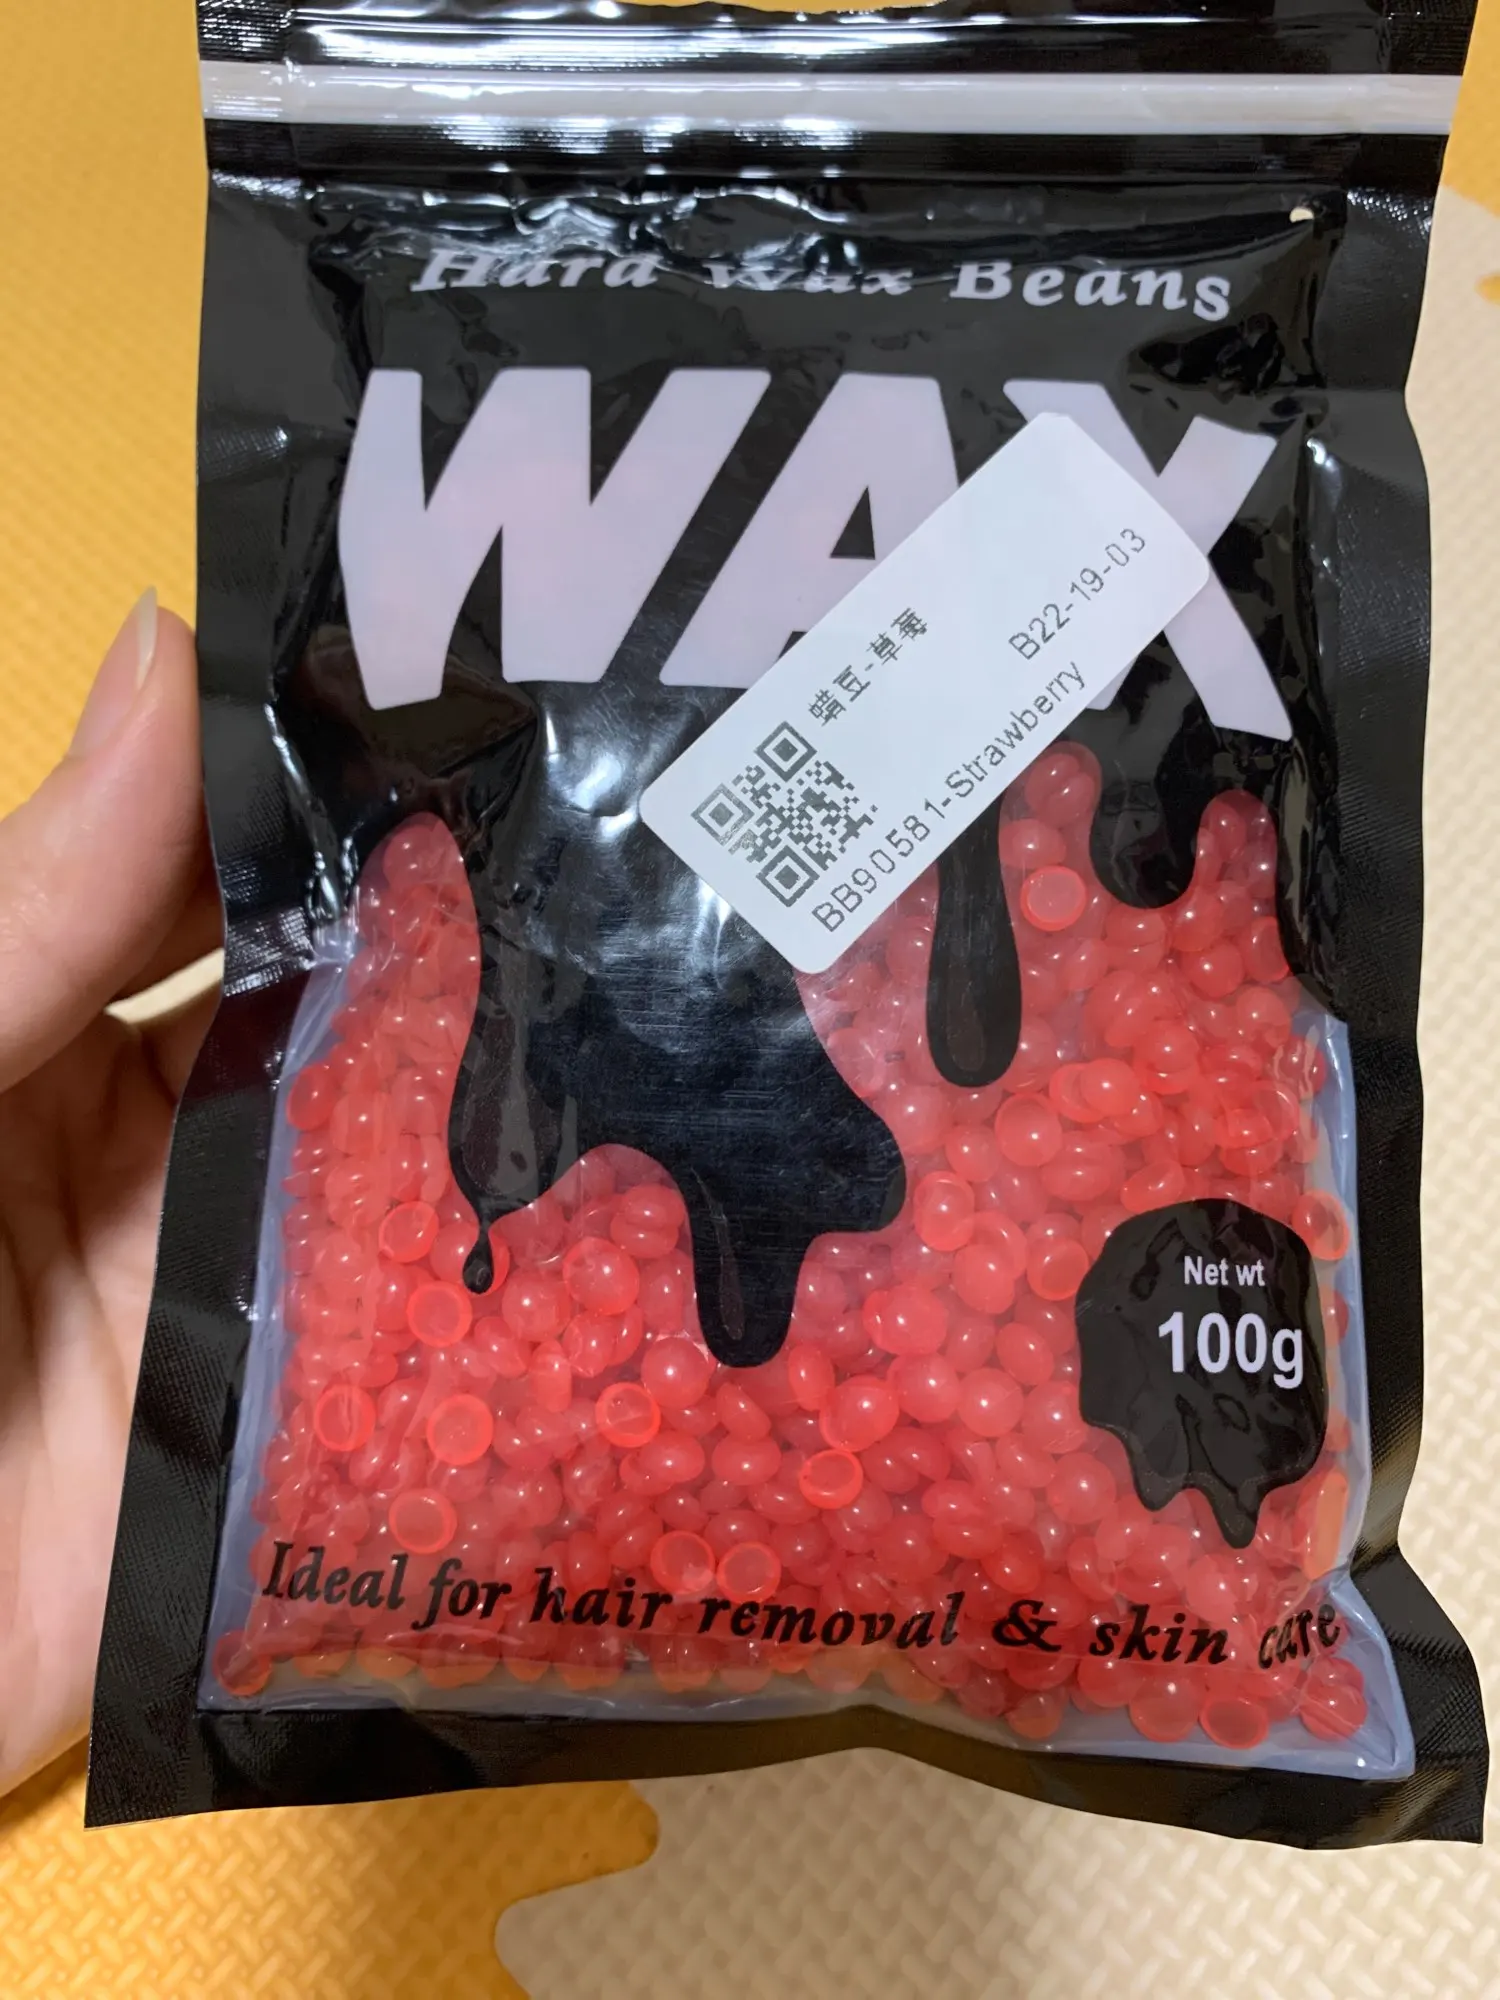 Hard Wax Beans
WAX
蜡豆-草莓
B22-19-03
BB90581-Strawberry
Net wt
100g
Ideal for hair removal & skin care